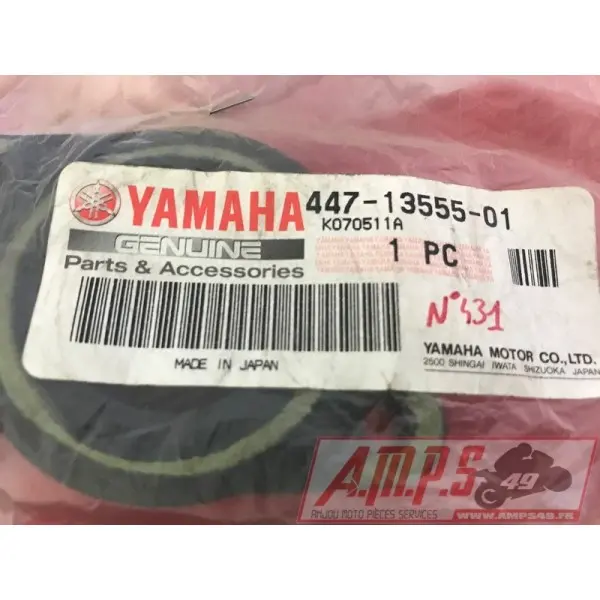 YAMAHA 447-13555-01
K070511A
GENUINE
Parts & Accessories
1 PC
N°431
MADE IN JAPAN
YAMAHA MOTOR CO.,LTD.
2500 SHINGAI IWATA SHIZUOKA JAPAN
A.M.P.S 49
ANJOU MOTO PIÈCES SERVICES
WWW.AMPS49.FR